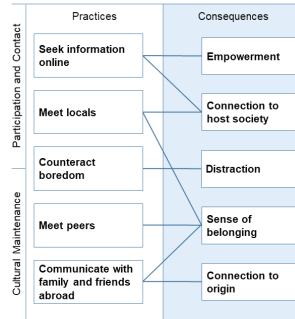 Practices
Consequences
Participation and Contact
Cultural Maintenance
Seek information
online
Meet locals
Counteract
boredom
Meet peers
Communicate with
family and friends
abroad
Empowerment
Connection to
host society
Distraction
Sense of
belonging
Connection to
origin